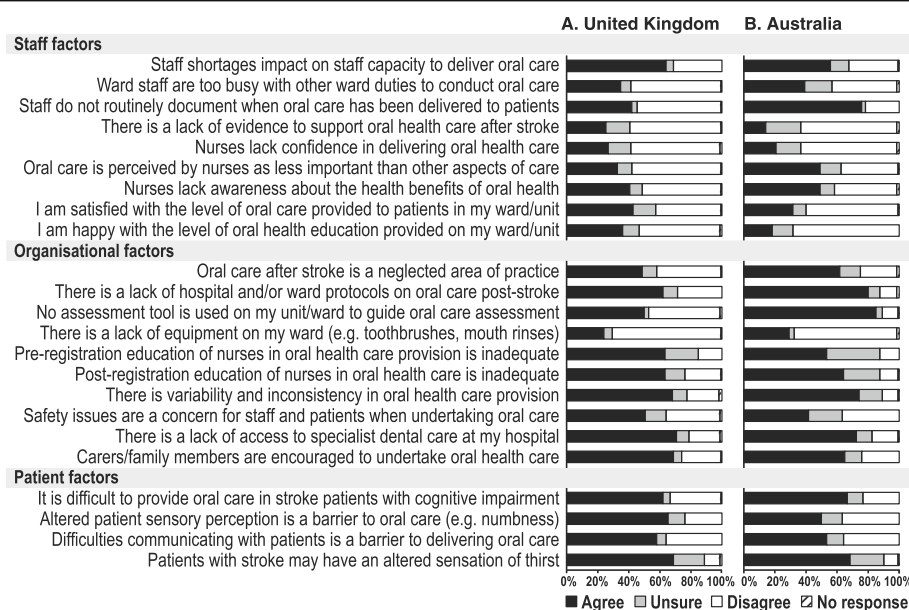 A. United Kingdom B. Australia
Staff factors
Staff shortages impact on staff capacity to deliver oral care
Ward staff are too busy with other ward duties to conduct oral care
Staff do not routinely document when oral care has been delivered to patients
There is a lack of evidence to support oral health care after stroke
Nurses lack confidence in delivering oral health care
Oral care is perceived by nurses as less important than other aspects of care
Nurses lack awareness about the health benefits of oral health
I am satisfied with the level of oral care provided to patients in my ward/unit
I am happy with the level of oral health education provided on my ward/unit
Organisational factors
Oral care after stroke is a neglected area of practice
There is a lack of hospital and/or ward protocols on oral care post-stroke
No assessment tool is used on my unit/ward to guide oral care assessment
There is a lack of equipment on my ward (e.g. toothbrushes, mouth rinses)
Pre-registration education of nurses in oral health care provision is inadequate
Post-registration education of nurses in oral health care is inadequate
There is variability and inconsistency in oral health care provision
Safety issues are a concern for staff and patients when undertaking oral care
There is a lack of access to specialist dental care at my hospital
Carers/family members are encouraged to undertake oral health care
Patient factors
It is difficult to provide oral care in stroke patients with cognitive impairment
Altered patient sensory perception is a barrier to oral care (e.g. numbness)
Difficulties communicating with patients is a barrier to delivering oral care
Patients with stroke may have an altered sensation of thirst
0% 20% 40% 60% 80% 100% 0% 20% 40% 60% 80% 100%
Agree Unsure Disagree No response